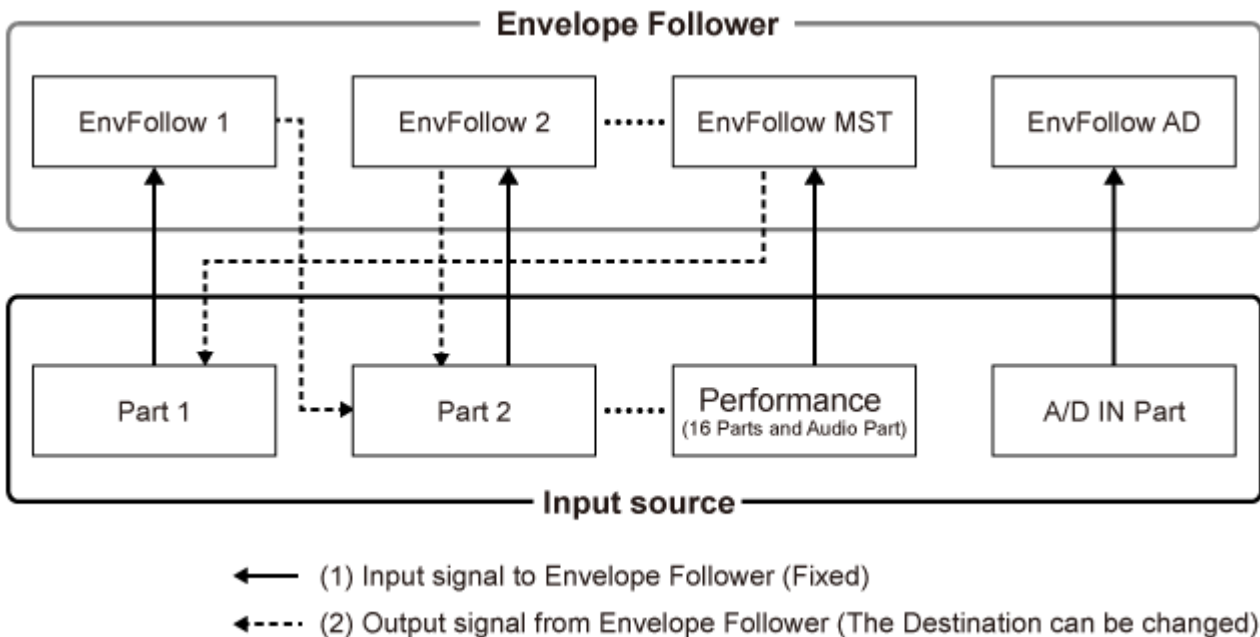 Envelope Follower
EnvFollow 1
EnvFollow 2
EnvFollow MST
EnvFollow AD
Part 1
Part 2
Performance
(16 Parts and Audio Part)
A/D IN Part
Input source
(1) Input signal to Envelope Follower (Fixed)
(2) Output signal from Envelope Follower (The Destination can be changed)